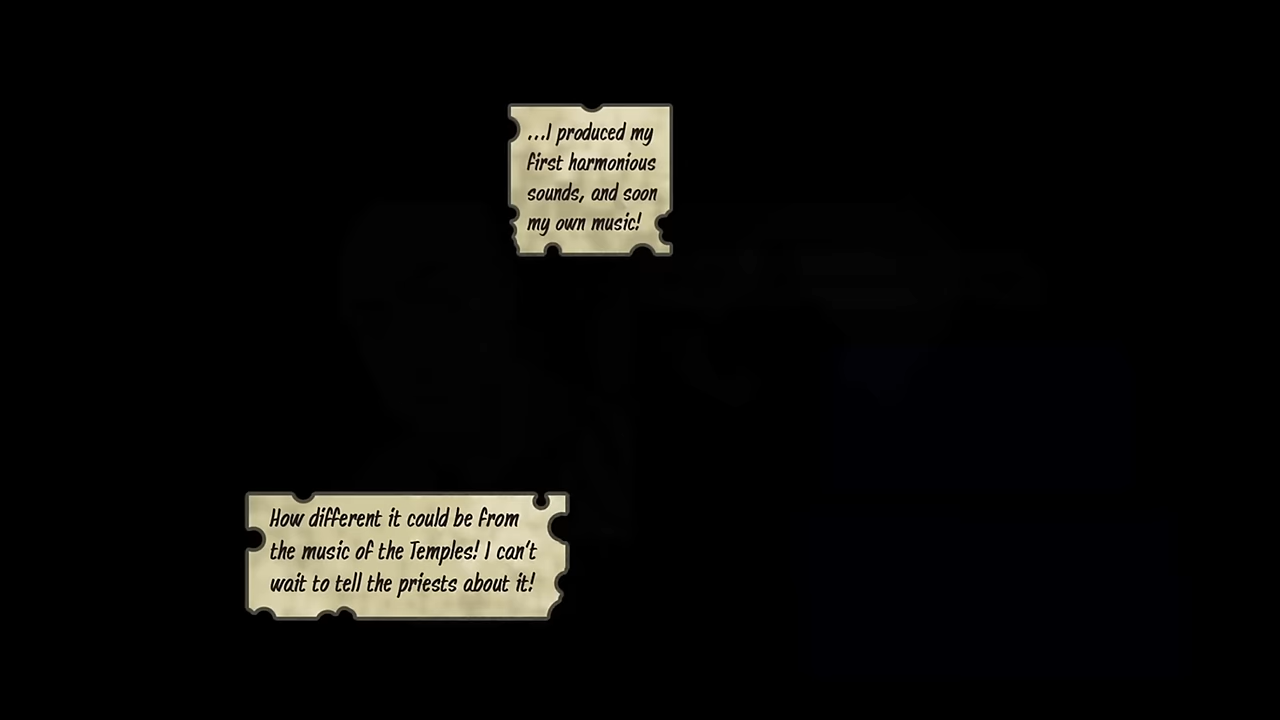 ...I produced my
first harmonious
sounds, and soon
my own music!
How different it could be from
the music of the Temples! I can't
wait to tell the priests about it!